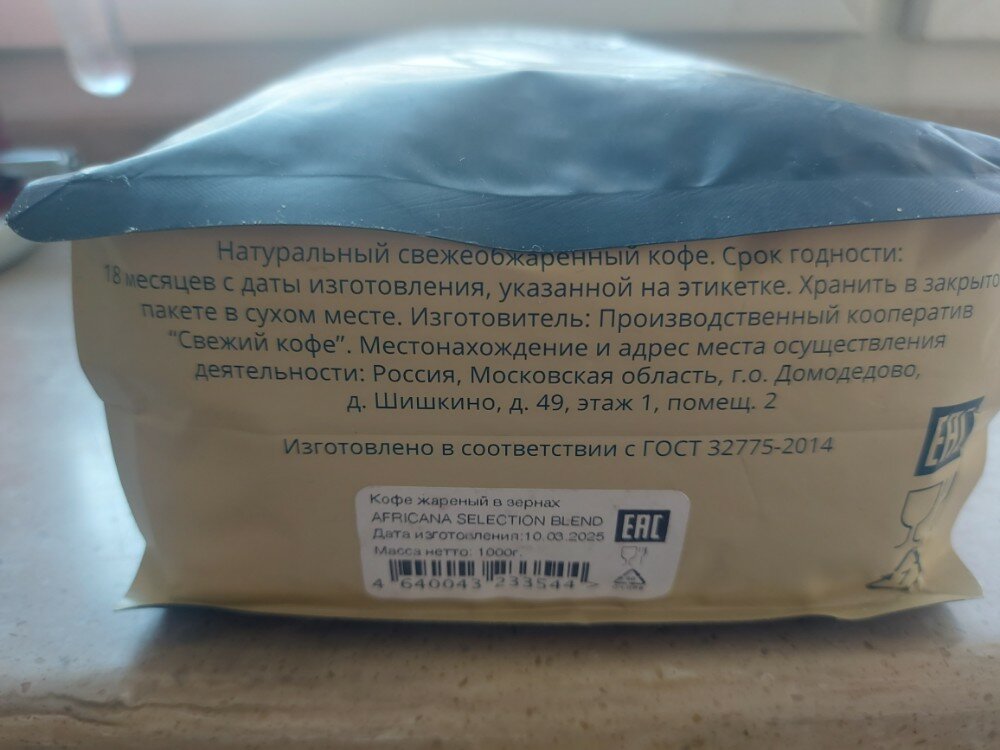 Натуральный свежеобжаренный кофе. Срок годности:
18 месяцев с даты изготовления, указанной на этикетке. Хранить в закрыто
пакете в сухом месте. Изготовитель: Производственный кооператив
“Свежий кофе”. Местонахождение и адрес места осуществления
деятельности: Россия, Московская область, г.о. Домодедово,
д. Шишкино, д. 49, этаж 1, помещ. 2
Изготовлено в соответствии с ГОСТ 32775-2014
EAC
Кофе жареный в зернах
AFRICANA SELECTION BLEND
Дата изготовления:10.03.2025
Масса нетто: 1000г.
EAC
4 640043 233544 >